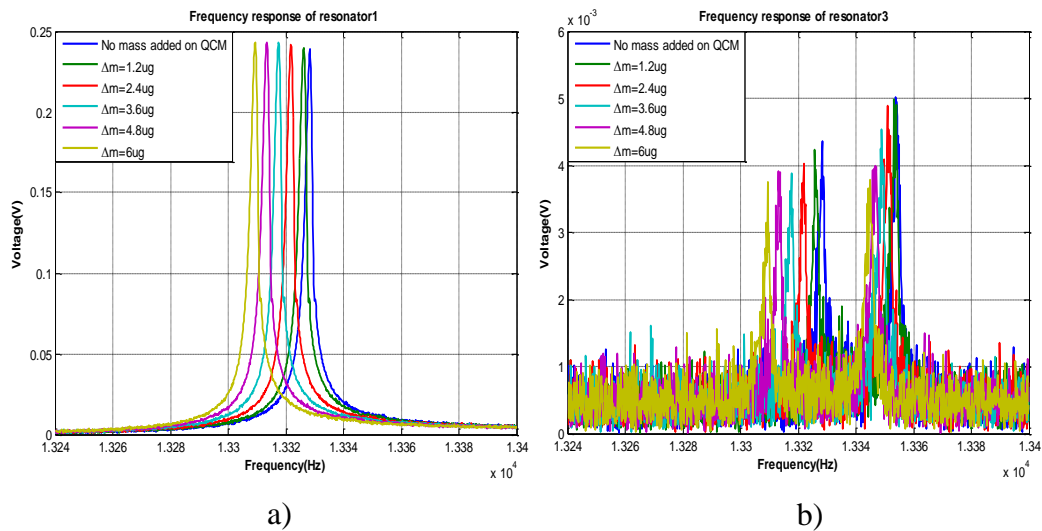 Frequency response of resonator1
0.25
0.2
0.15
0.1
0.05
0
Voltage(V)
No mass added on QCM
Δm=1.2ug
Δm=2.4ug
Δm=3.6ug
Δm=4.8ug
Δm=6ug
1.324 1.326 1.328 1.33 1.332 1.334 1.336 1.338 1.34
Frequency(Hz)
x 10⁴
a)
Frequency response of resonator3
x 10⁻³
6
5
4
3
2
1
0
Voltage(V)
No mass added on QCM
Δm=1.2ug
Δm=2.4ug
Δm=3.6ug
Δm=4.8ug
Δm=6ug
1.324 1.326 1.328 1.33 1.332 1.334 1.336 1.338 1.34
Frequency(Hz)
x 10⁴
b)